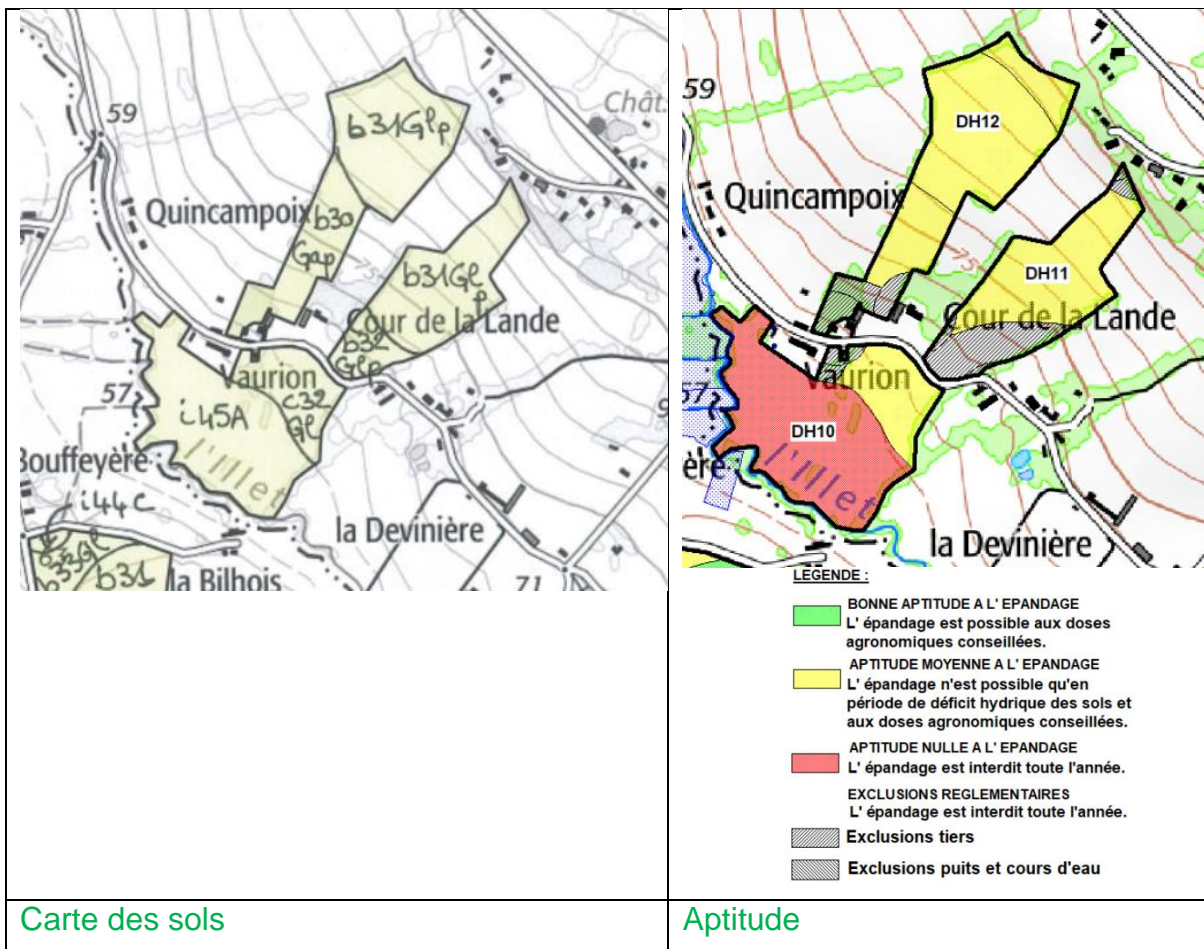 59
Chât.
b31Glp
Quincampoix
b30
Gap
75
b31Glp
Cour de la Lande
b32
Glp
Vaurion
57
c32
Gl
i45A
l'Illet
Bouffeyère
i44C
b33Gl
b31
la Devinière
la Bilhois
71
59
DH12
Quincampoix
75
DH11
Cour de la Lande
Vaurion
57
DH10
ère
l'Illet
la Devinière
LEGENDE :
BONNE APTITUDE A L' EPANDAGE
L' épandage est possible aux doses
agronomiques conseillées.
APTITUDE MOYENNE A L' EPANDAGE
L' épandage n'est possible qu'en
période de déficit hydrique des sols et
aux doses agronomiques conseillées.
APTITUDE NULLE A L' EPANDAGE
L' épandage est interdit toute l'année.
EXCLUSIONS REGLEMENTAIRES
L' épandage est interdit toute l'année.
Exclusions tiers
Exclusions puits et cours d'eau
Carte des sols
Aptitude